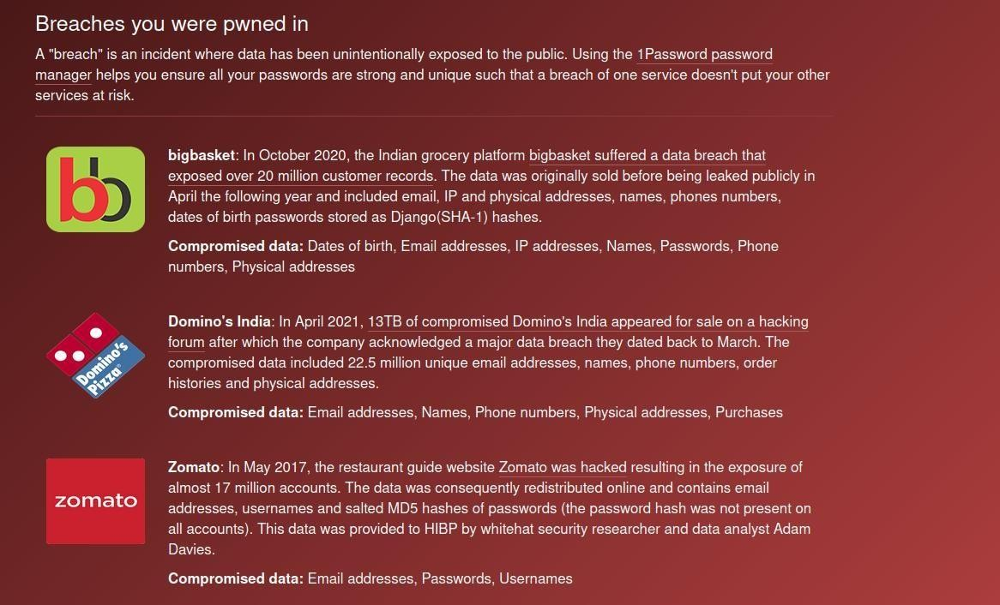 Breaches you were pwned in
A "breach" is an incident where data has been unintentionally exposed to the public. Using the 1Password password
manager helps you ensure all your passwords are strong and unique such that a breach of one service doesn't put your other
services at risk.
bb
bigbasket: In October 2020, the Indian grocery platform bigbasket suffered a data breach that
exposed over 20 million customer records. The data was originally sold before being leaked publicly in
April the following year and included email, IP and physical addresses, names, phones numbers,
dates of birth passwords stored as Django(SHA-1) hashes.
Compromised data: Dates of birth, Email addresses, IP addresses, Names, Passwords, Phone
numbers, Physical addresses
Domino's
Pizza
Domino's India: In April 2021, 13TB of compromised Domino's India appeared for sale on a hacking
forum after which the company acknowledged a major data breach they dated back to March. The
compromised data included 22.5 million unique email addresses, names, phone numbers, order
histories and physical addresses.
Compromised data: Email addresses, Names, Phone numbers, Physical addresses, Purchases
zomato
Zomato: In May 2017, the restaurant guide website Zomato was hacked resulting in the exposure of
almost 17 million accounts. The data was consequently redistributed online and contains email
addresses, usernames and salted MD5 hashes of passwords (the password hash was not present on
all accounts). This data was provided to HIBP by whitehat security researcher and data analyst Adam
Davies.
Compromised data: Email addresses, Passwords, Usernames